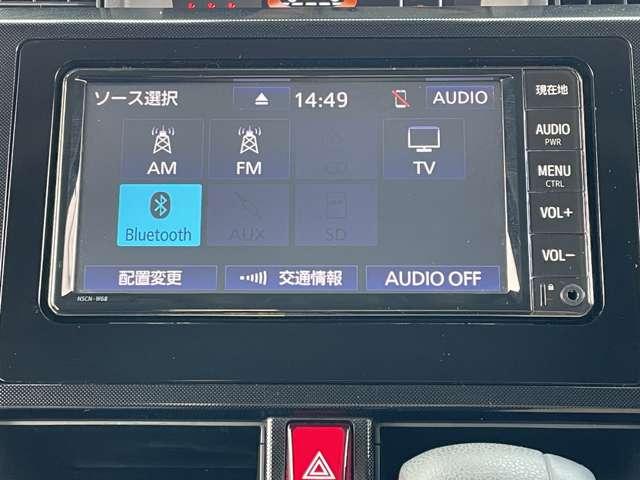 ソース選択 14:49 AUDIO
AM FM TV
Bluetooth AUX SD
配置変更 交通情報 AUDIO OFF
NSCN-W68
現在地
AUDIO
PWR
MENU
CTRL
VOL+
VOL-